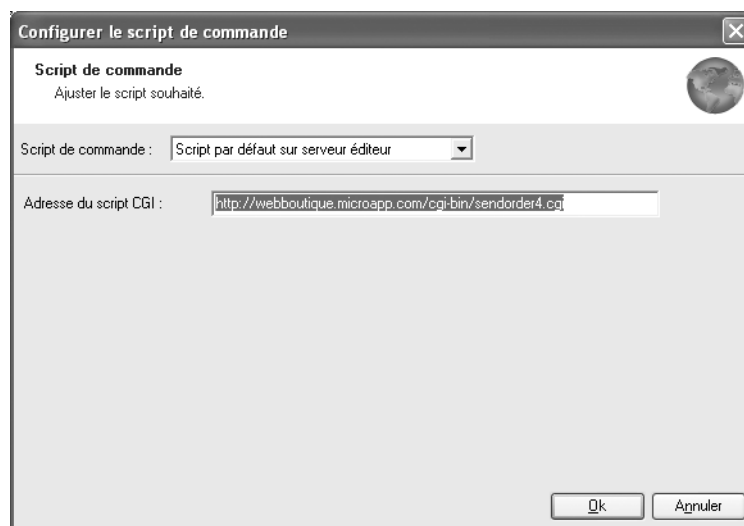 Configurer le script de commande
Script de commande
Ajuster le script souhaité.
Script de commande : Script par défaut sur serveur éditeur
Adresse du script CGI : http://webboutique.microapp.com/cgi-bin/sendorder4.cgi
Ok Annuler